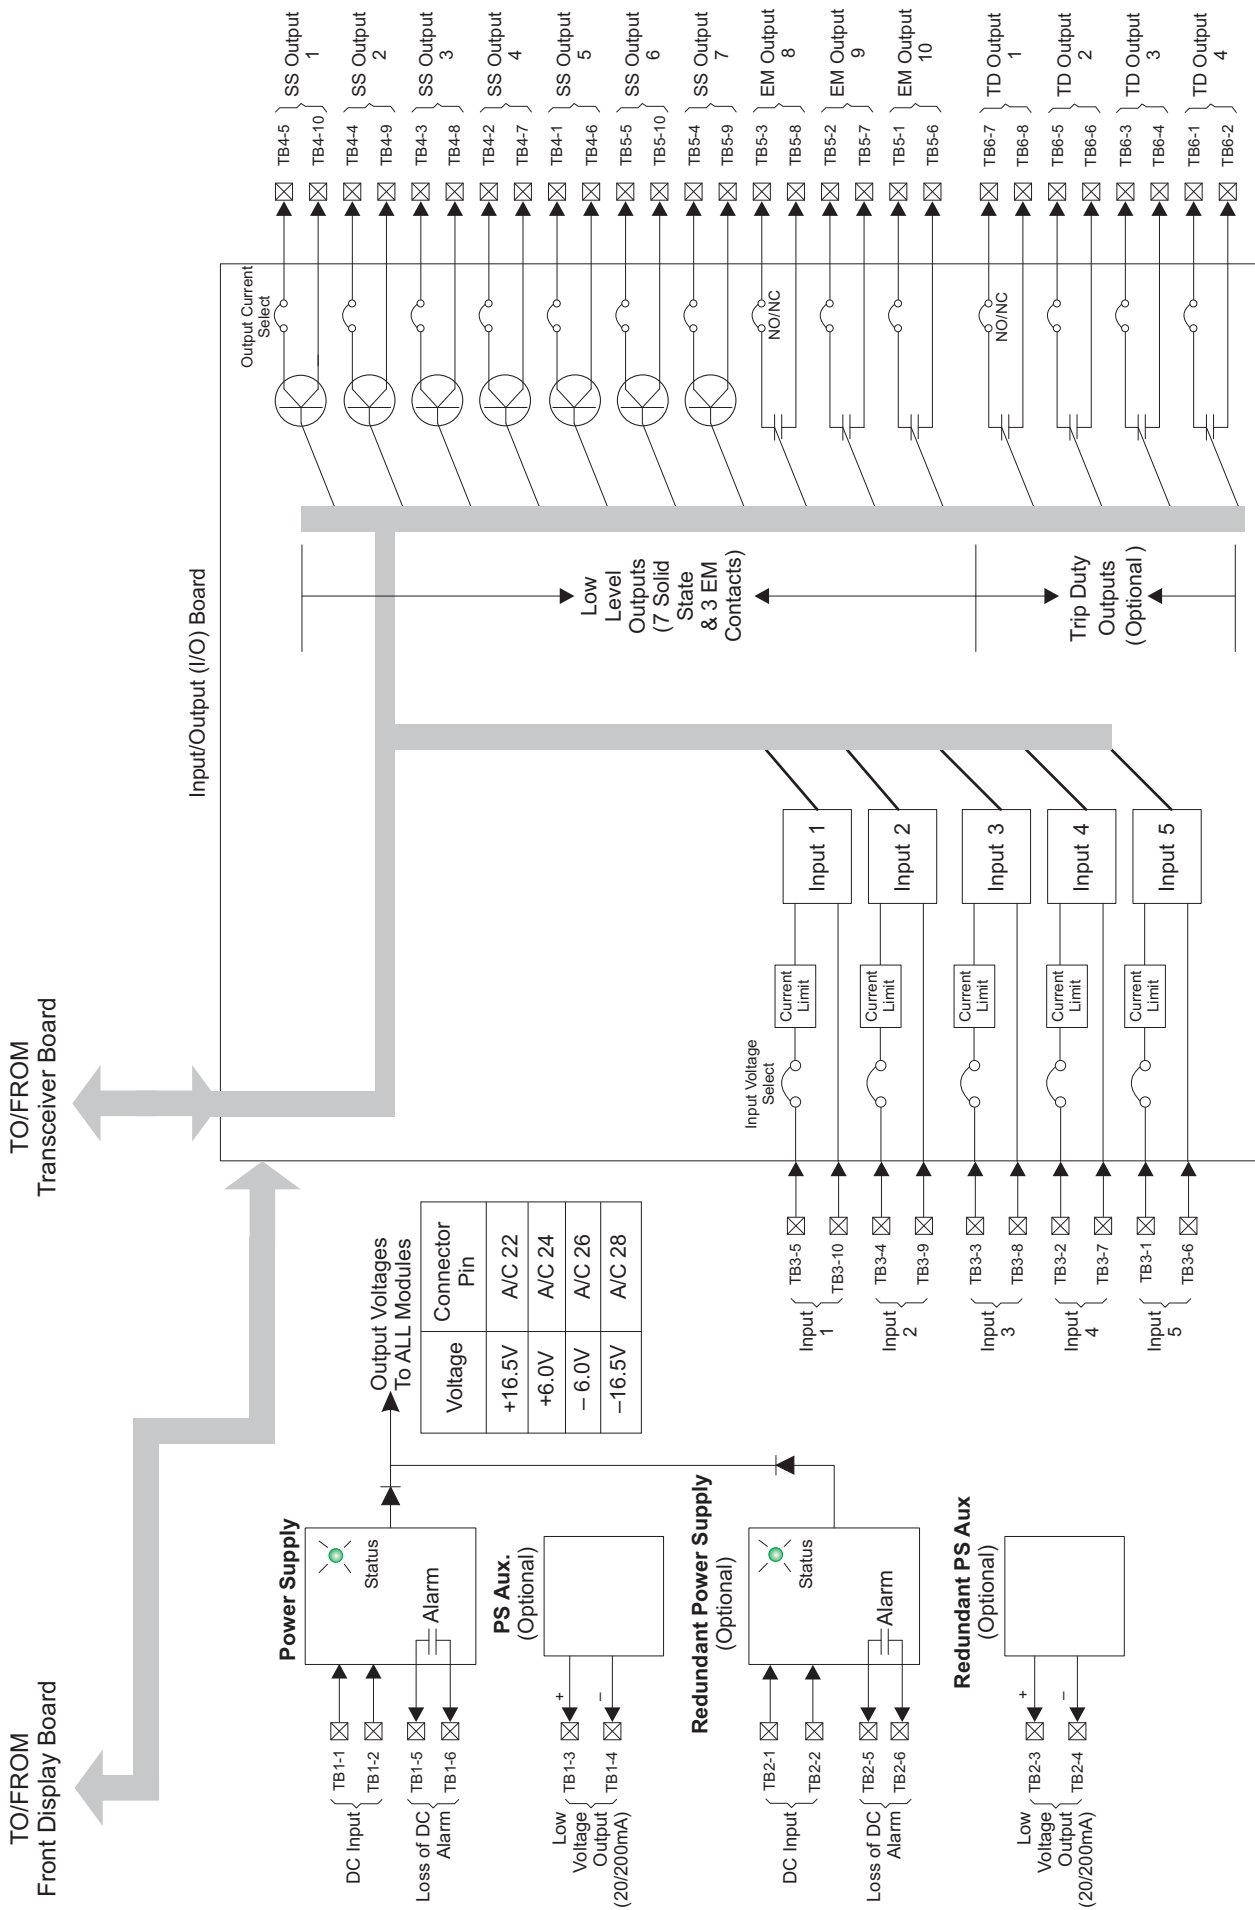 TO/FROM
Front Display Board
TO/FROM
Transceiver Board
Input/Output (I/O) Board
Power Supply
Status
Alarm
TB1-1
TB1-2
DC Input
TB1-5
TB1-6
Loss of DC
Alarm
PS Aux.
(Optional)
+
–
TB1-3
TB1-4
Low
Voltage
Output
(20/200mA)
Redundant Power Supply
(Optional)
Status
Alarm
TB2-1
TB2-2
DC Input
TB2-5
TB2-6
Loss of DC
Alarm
Redundant PS Aux
(Optional)
+
–
TB2-3
TB2-4
Low
Voltage
Output
(20/200mA)
Output Voltages
To ALL Modules
Voltage
Connector
Pin
+16.5V
A/C 22
+6.0V
A/C 24
– 6.0V
A/C 26
–16.5V
A/C 28
Input
1
TB3-5
TB3-10
Input
2
TB3-4
TB3-9
Input
3
TB3-3
TB3-8
Input
4
TB3-2
TB3-7
Input
5
TB3-1
TB3-6
Input Voltage
Select
Current
Limit
Current
Limit
Current
Limit
Current
Limit
Current
Limit
Input 1
Input 2
Input 3
Input 4
Input 5
Low
Level
Outputs
(7 Solid
State
& 3 EM
Contacts)
Trip Duty
Outputs
(Optional )
Output Current
Select
–
NO/NC
NO/NC
TB4-5
TB4-10
SS Output
1
TB4-4
TB4-9
SS Output
2
TB4-3
TB4-8
SS Output
3
TB4-2
TB4-7
SS Output
4
TB4-1
TB4-6
SS Output
5
TB5-5
TB5-10
SS Output
6
TB5-4
TB5-9
SS Output
7
TB5-3
TB5-8
EM Output
8
TB5-2
TB5-7
EM Output
9
TB5-1
TB5-6
EM Output
10
TB6-7
TB6-8
TD Output
1
TB6-5
TB6-6
TD Output
2
TB6-3
TB6-4
TD Output
3
TB6-1
TB6-2
TD Output
4